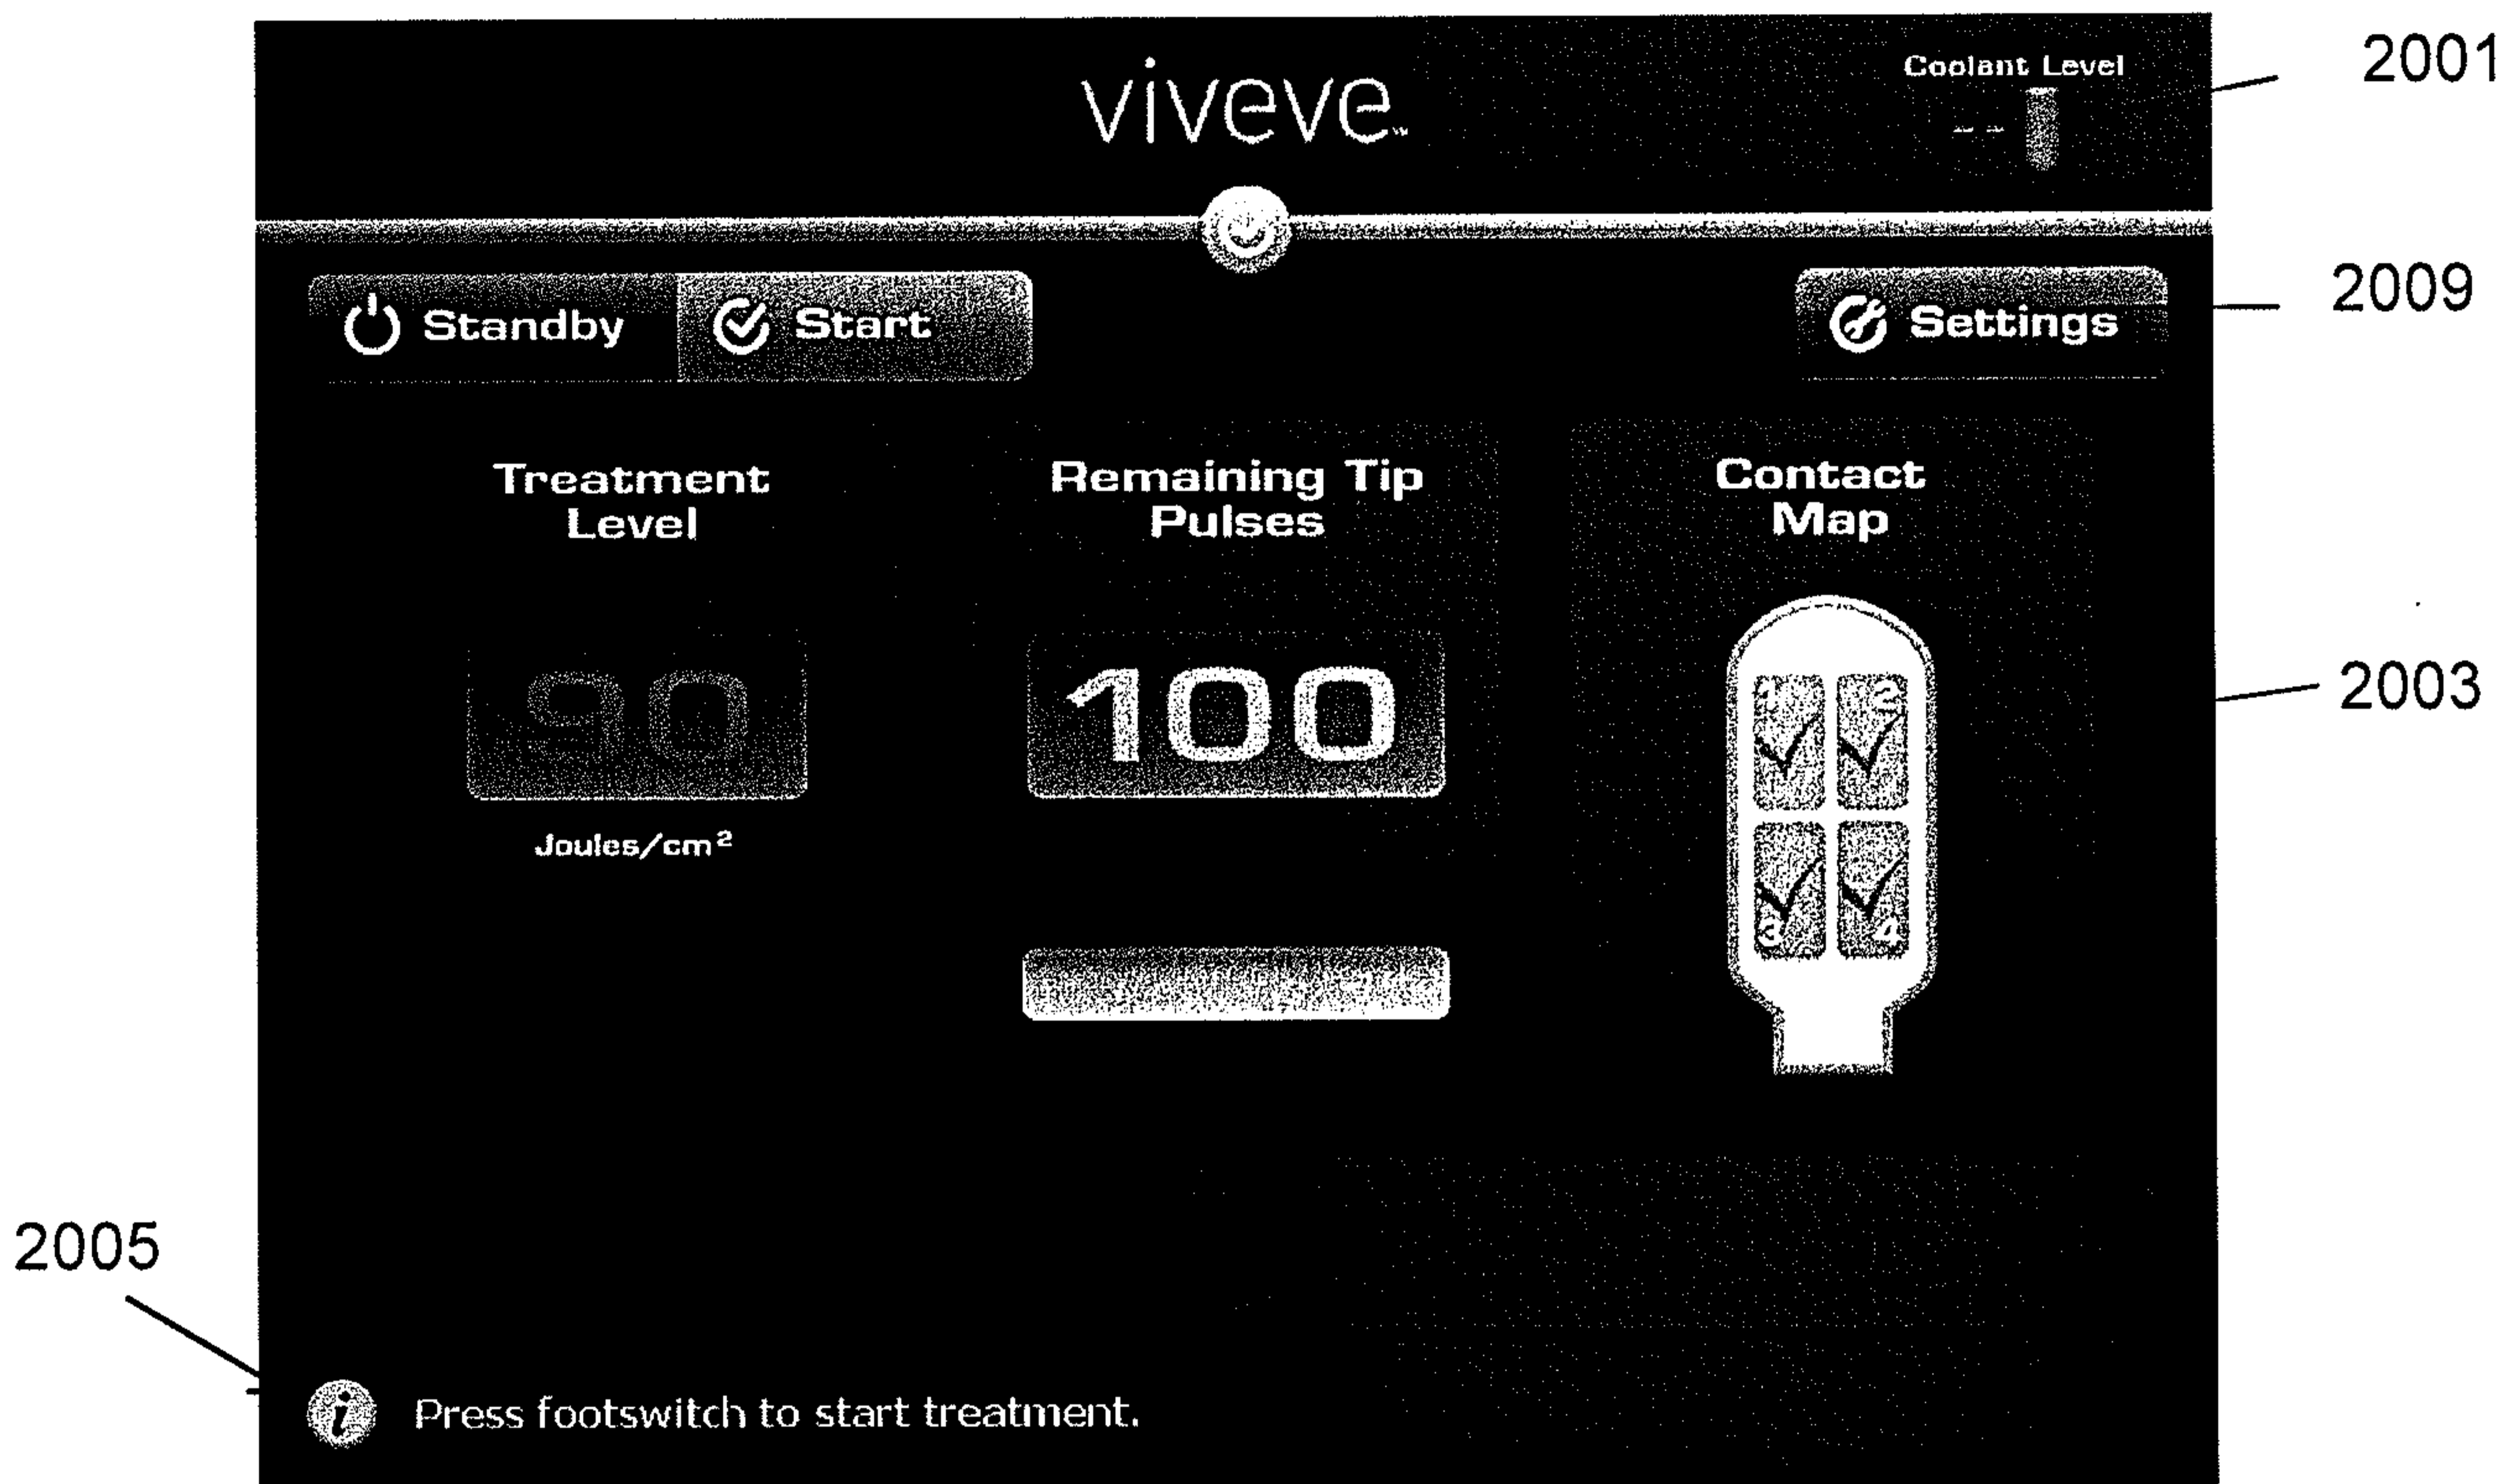 viveve™
Coolant Level
--
2001
Standby
Start
Settings
2009
Treatment
Level
90
Joules/cm²
Remaining Tip
Pulses
100
Contact
Map
1 2
3 4
2003
2005
i Press footswitch to start treatment.